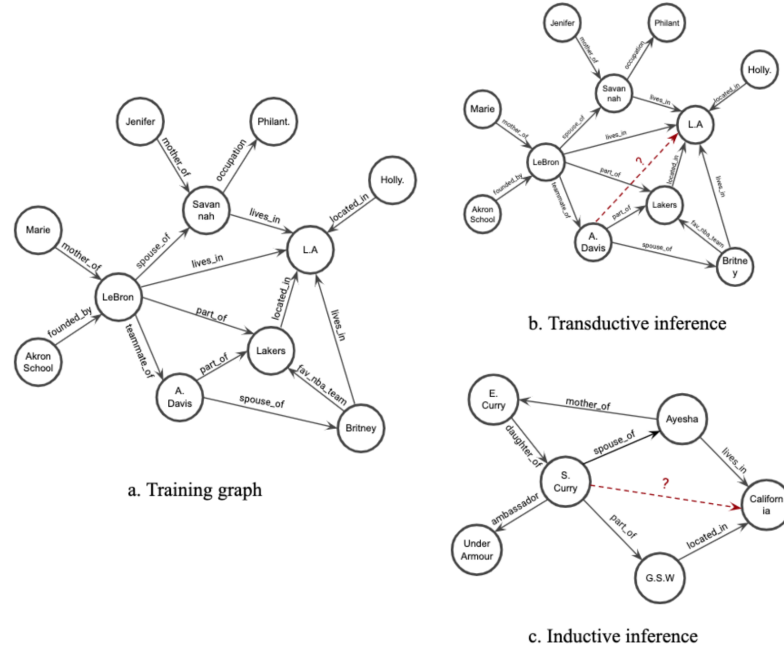 Jenifer
Philant.
mother_of
occupation
Savan
nah
Holly.
located_in
lives_in
Marie
mother_of
spouse_of
L.A
lives_in
LeBron
founded_by
part_of
located_in
teammate_of
Akron
School
Lakers
lives_in
part_of
fav_nba_team
A.
Davis
spouse_of
Britney
a. Training graph
Jenifer
Philant
mother_of
occupation
Holly.
Savan
nah
located_in
lives_in
Marie
L.A
mother_of
spouse_of
lives_in
?
LeBron
founded_by
part_of
located_in
teammate_of
lives_in
Akron
School
Lakers
part_of
fav_nba_team
A.
Davis
spouse_of
Britne
y
b. Transductive inference
E.
Curry
mother_of
Ayesha
daughter_of
spouse_of
lives_in
S.
Curry
?
Californ
ia
ambassador
part_of
located_in
Under
Armour
G.S.W
c. Inductive inference